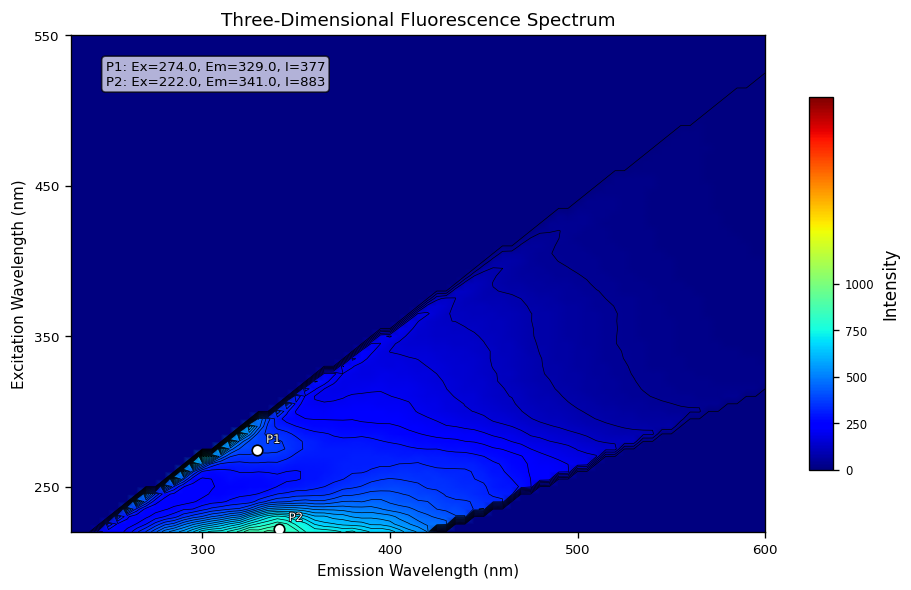 Three-Dimensional Fluorescence Spectrum
550
450
350
250
Excitation Wavelength (nm)
P1: Ex=274.0, Em=329.0, I=377
P2: Ex=222.0, Em=341.0, I=883
P1
P2
300
400
500
600
Emission Wavelength (nm)
1000
750
500
250
0
Intensity